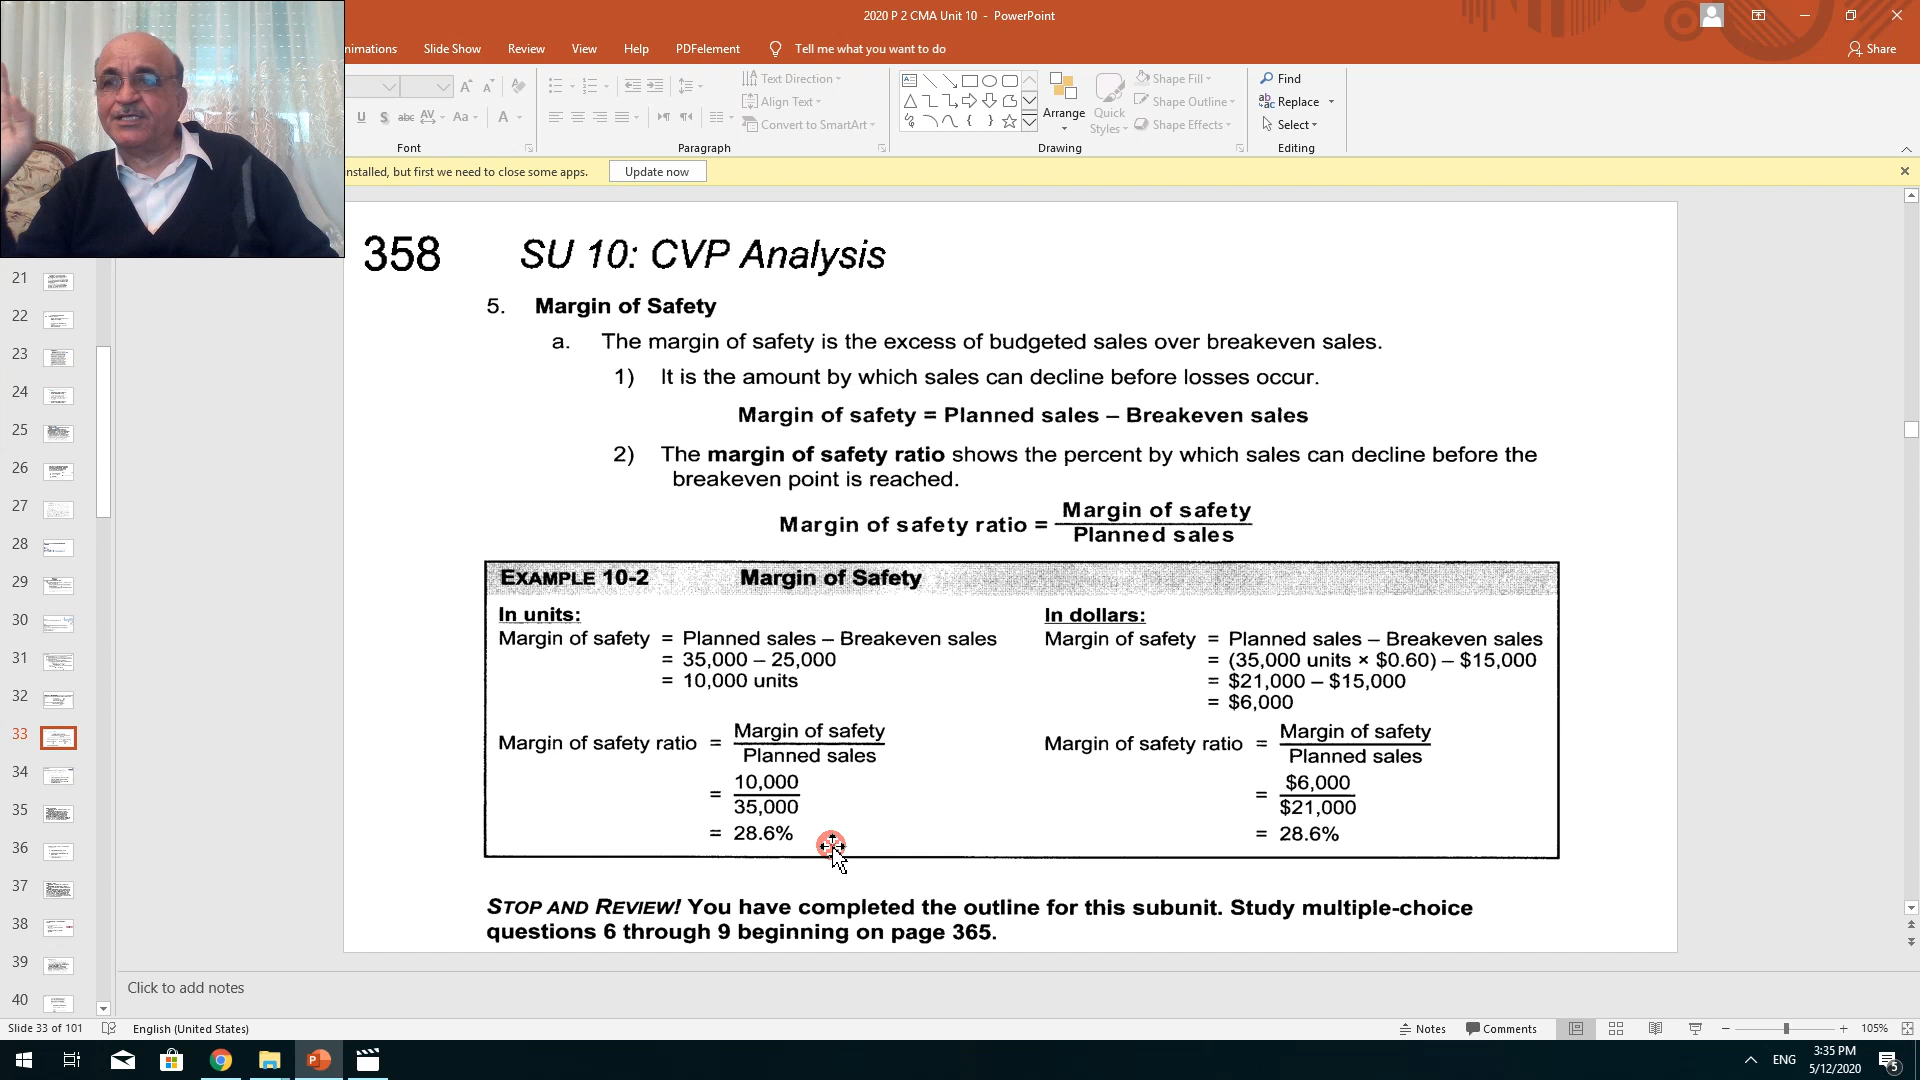 2020 P 2 CMA Unit 10 - PowerPoint
nimations Slide Show Review View Help PDFelement Tell me what you want to do Share
Text Direction
Align Text
Convert to SmartArt
Arrange
Quick Styles
Shape Fill
Shape Outline
Shape Effects
Find
Replace
Select
Font Paragraph Drawing Editing
nstalled, but first we need to close some apps. Update now
358 SU 10: CVP Analysis
5. Margin of Safety
a. The margin of safety is the excess of budgeted sales over breakeven sales.
1) It is the amount by which sales can decline before losses occur.
Margin of safety = Planned sales – Breakeven sales
2) The margin of safety ratio shows the percent by which sales can decline before the
breakeven point is reached.
Margin of safety ratio = Margin of safety
Planned sales
EXAMPLE 10-2 Margin of Safety
In units:
Margin of safety = Planned sales – Breakeven sales
= 35,000 – 25,000
= 10,000 units
Margin of safety ratio = Margin of safety
Planned sales
= 10,000
35,000
= 28.6%
In dollars:
Margin of safety = Planned sales – Breakeven sales
= (35,000 units × $0.60) – $15,000
= $21,000 – $15,000
= $6,000
Margin of safety ratio = Margin of safety
Planned sales
= $6,000
$21,000
= 28.6%
STOP AND REVIEW! You have completed the outline for this subunit. Study multiple-choice
questions 6 through 9 beginning on page 365.
21
22
23
24
25
26
27
28
29
30
31
32
33
34
35
36
37
38
39
40
Click to add notes
Slide 33 of 101 English (United States) Notes Comments 105%
ENG
3:35 PM
5/12/2020
5